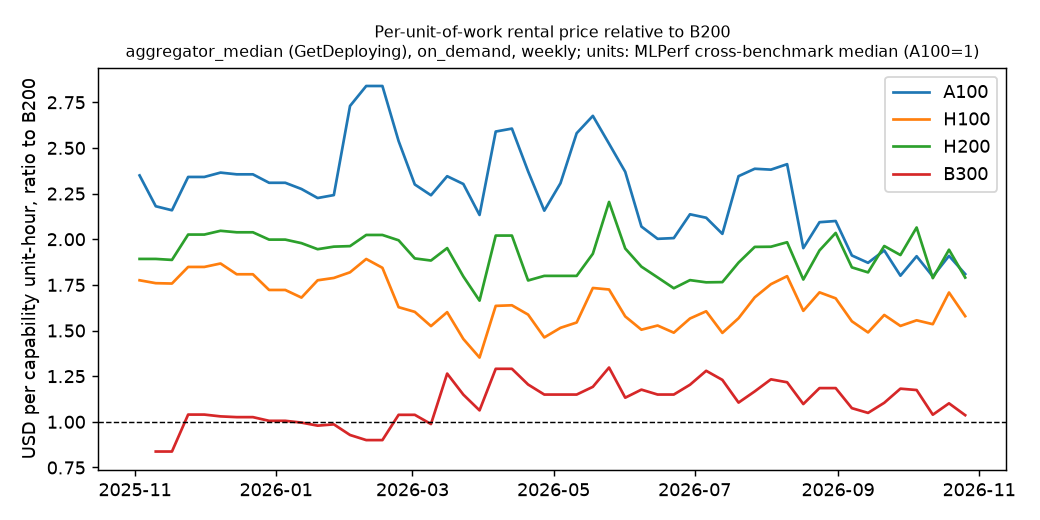 Per-unit-of-work rental price relative to B200
aggregator_median (GetDeploying), on_demand, weekly; units: MLPerf cross-benchmark median (A100=1)
USD per capability unit-hour, ratio to B200
2.75
2.50
2.25
2.00
1.75
1.50
1.25
1.00
0.75
A100
H100
H200
B300
2025-11
2026-01
2026-03
2026-05
2026-07
2026-09
2026-11